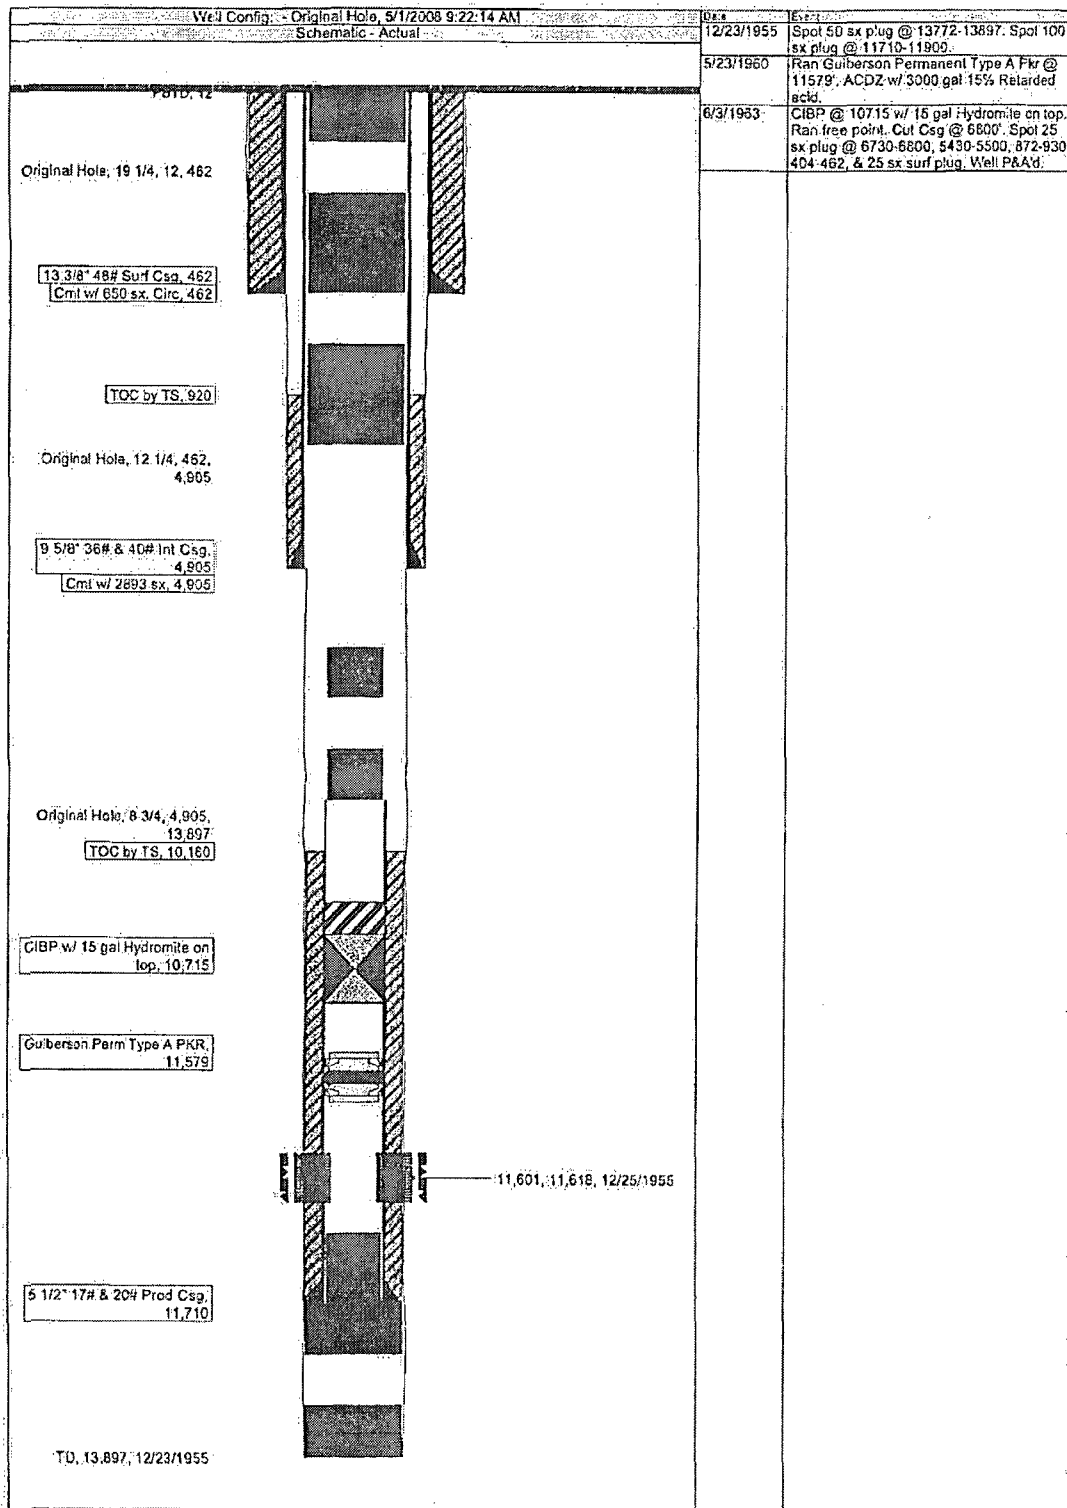 Well Config: - Original Hole, 5/1/2008 9:22:14 AM
Schematic - Actual
Date
Event
12/23/1955
Spot 50 sx plug @ 13772-13897. Spot 100
sx plug @ 11710-11900.
5/23/1960
Ran Guiberson Permanent Type A Pkr @
11579', ACDZ w/ 3000 gal 15% Retarded
acid.
6/3/1963
CIBP @ 10715 w/ 15 gal Hydromite on top.
Ran free point. Cut Csg @ 6800'. Spot 25
sx plug @ 6730-6800, 5430-5500, 872-930
404-462, & 25 sx surf plug. Well P&A'd.
PBTD, 12
Original Hole, 19 1/4, 12, 462
13 3/8" 48# Surf Csg, 462
Cmt w/ 650 sx. Circ, 462
TOC by TS, 920
Original Hole, 12 1/4, 462,
4,905
9 5/8" 36# & 40# Int Csg,
4,905
Cmt w/ 2893 sx, 4,905
Original Hole, 8 3/4, 4,905,
13,897
TOC by TS, 10,160
CIBP w/ 15 gal Hydromite on
top, 10,715
Guiberson Perm Type A PKR,
11,579
11,601, 11,618, 12/25/1955
5 1/2" 17# & 20# Prod Csg,
11,710
TD, 13,897, 12/23/1955